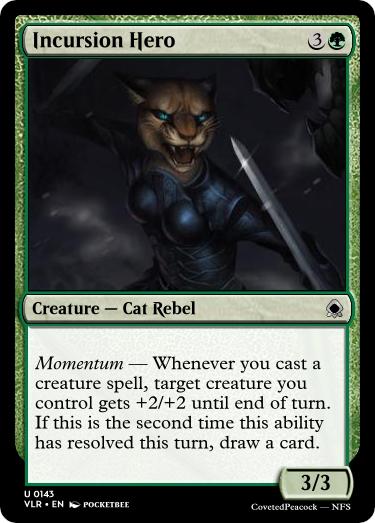 Incursion Hero 3
Creature — Cat Rebel
Momentum — Whenever you cast a
creature spell, target creature you
control gets +2/+2 until end of turn.
If this is the second time this ability
has resolved this turn, draw a card.
3/3
U 0143
VLR • EN POCKETBEE
CovetedPeacock — NFS